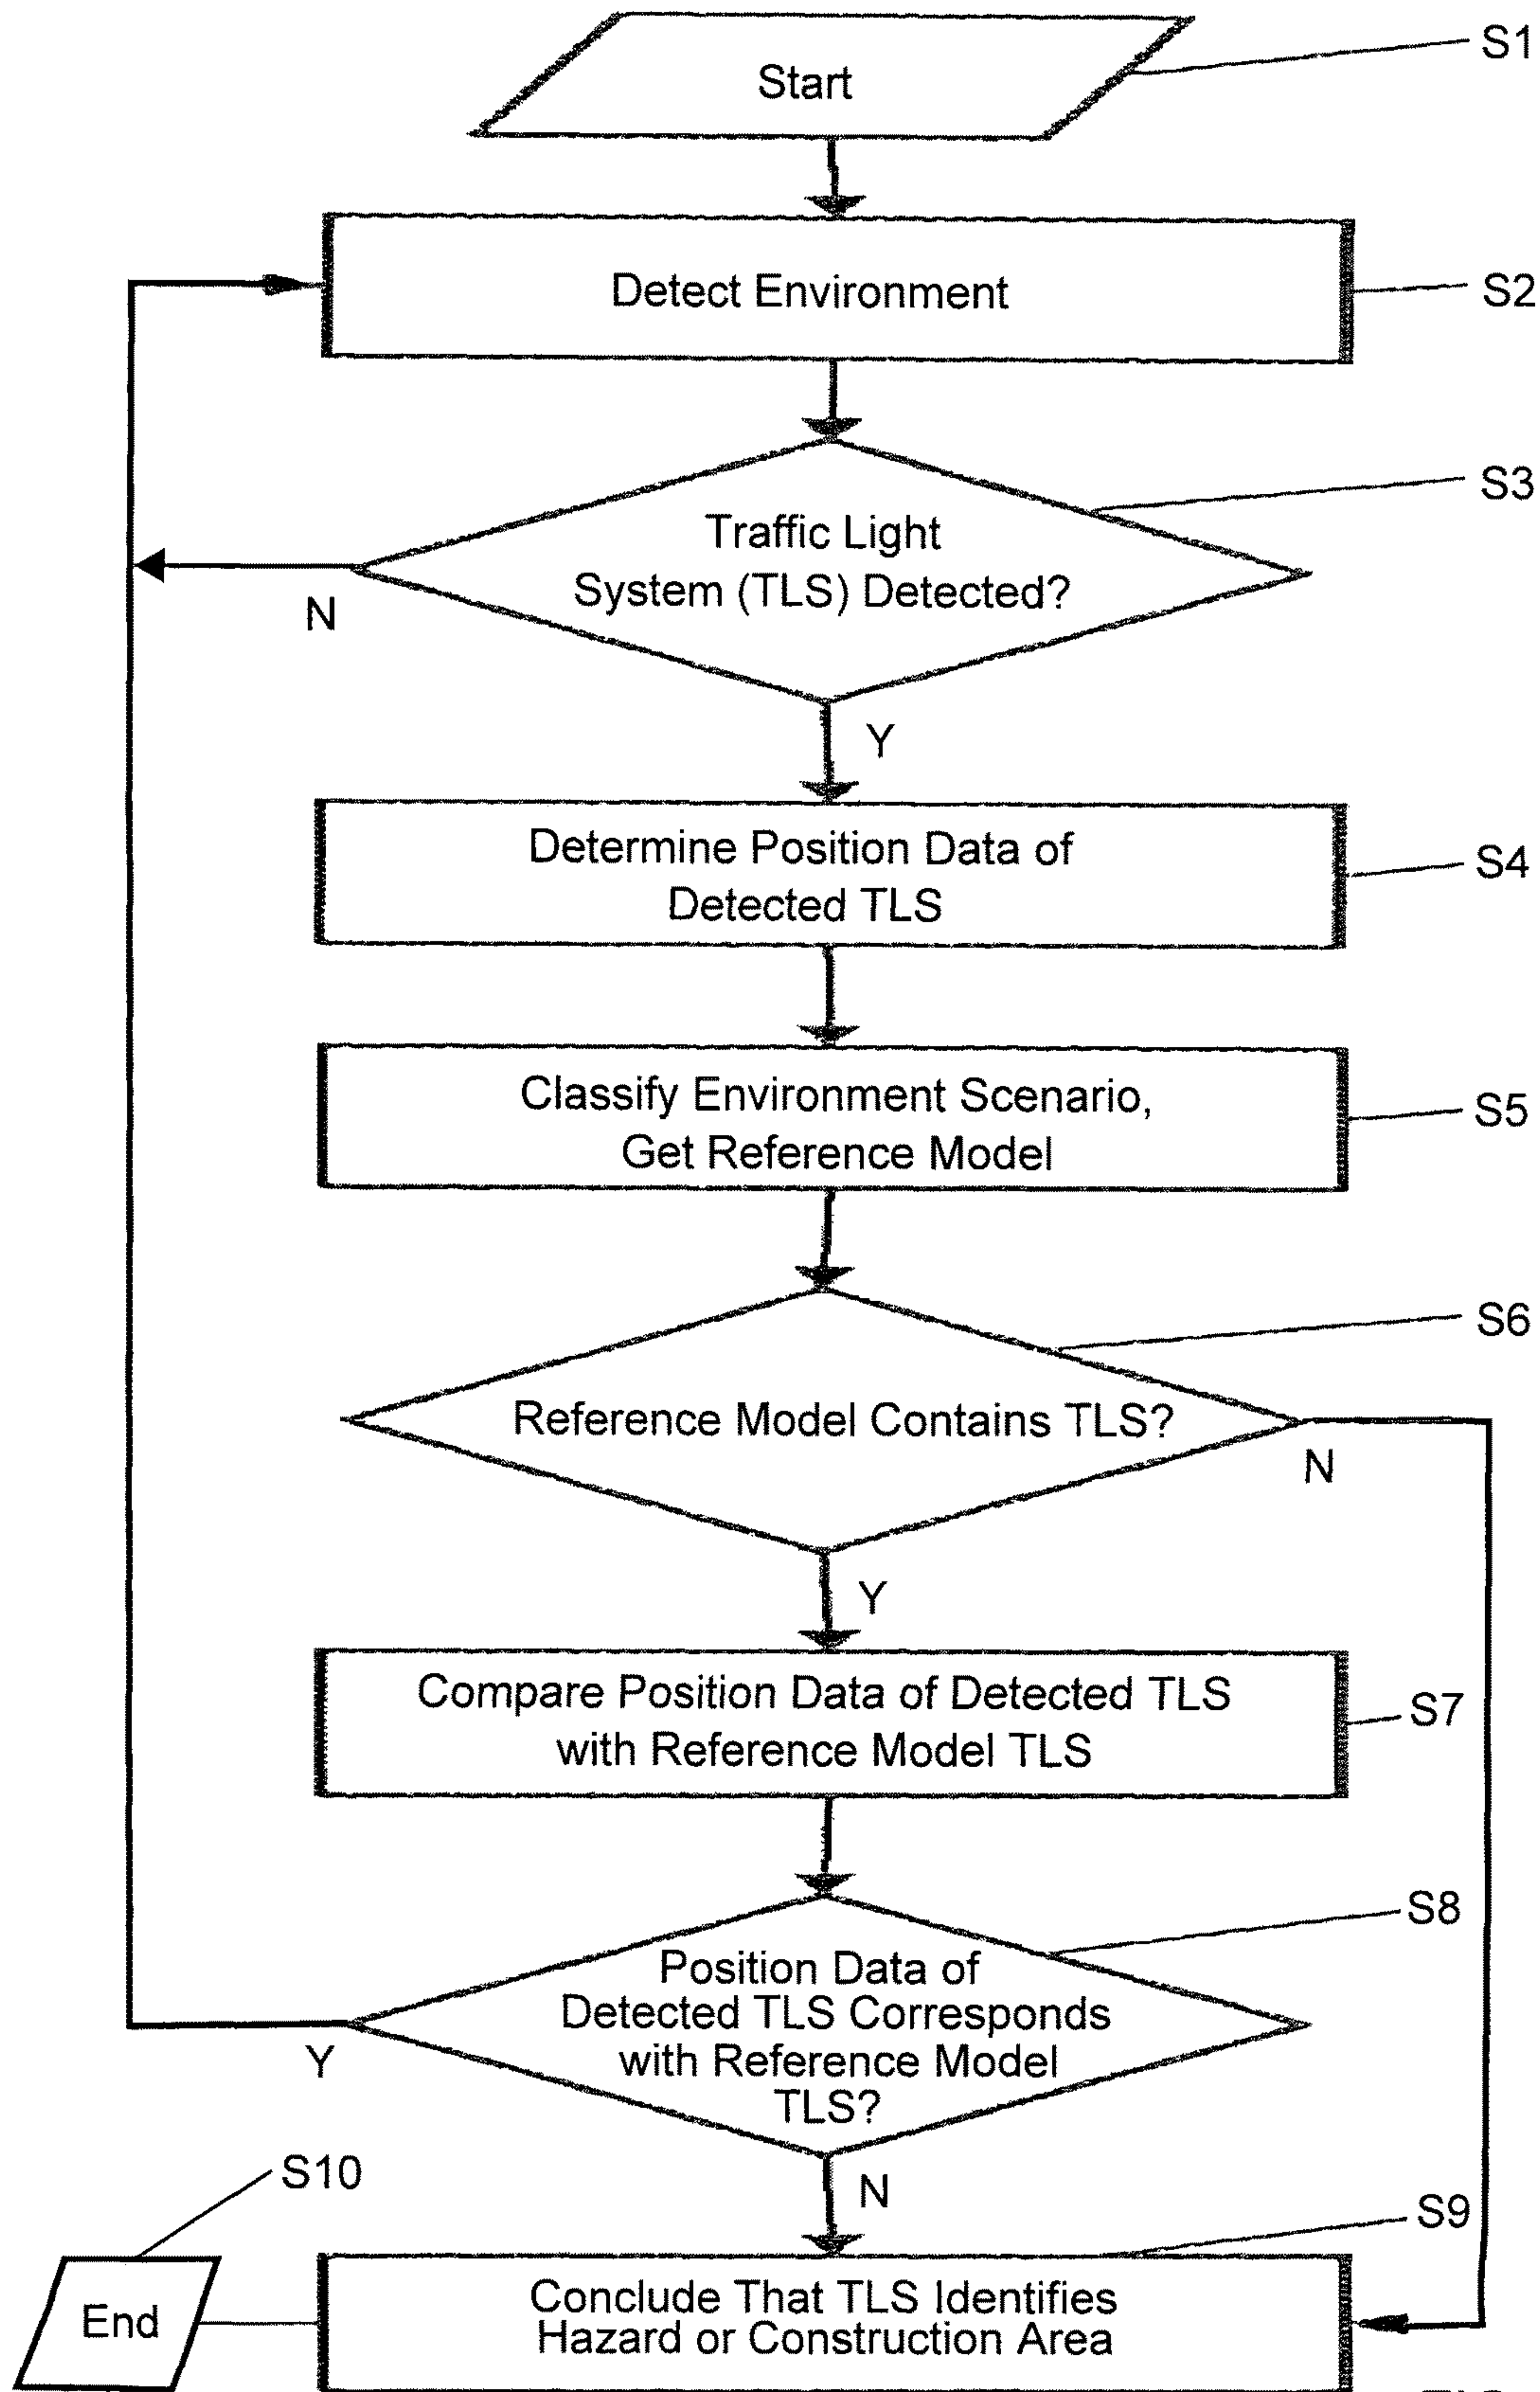 Start
S1
Detect Environment
S2
Traffic Light
System (TLS) Detected?
S3
N
Y
Determine Position Data of
Detected TLS
S4
Classify Environment Scenario,
Get Reference Model
S5
Reference Model Contains TLS?
S6
N
Y
Compare Position Data of Detected TLS
with Reference Model TLS
S7
Position Data of
Detected TLS Corresponds
with Reference Model
TLS?
S8
Y
N
S10
End
Conclude That TLS Identifies
Hazard or Construction Area
S9